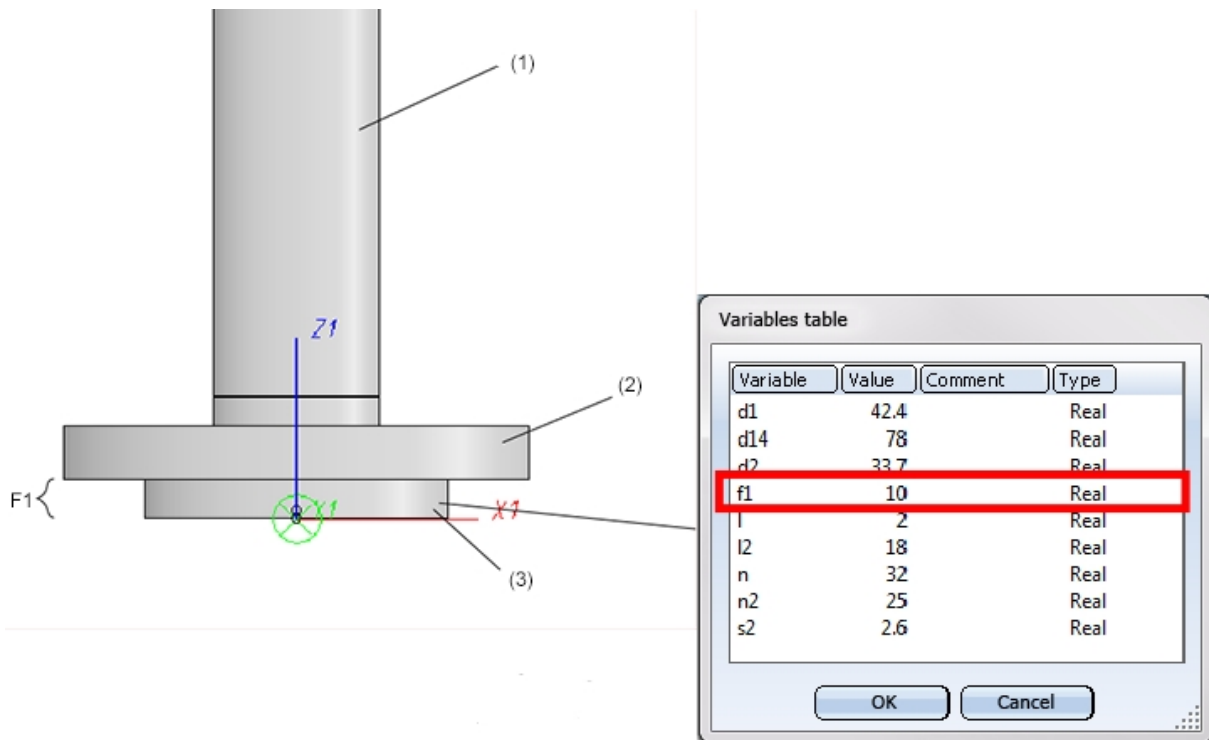 (1)
Z1
(2)
F1
Y1
X1
(3)
Variables table
Variable Value Comment Type
d1 42.4 Real
d14 78 Real
d2 33.7 Real
f1 10 Real
l 2 Real
l2 18 Real
n 32 Real
n2 25 Real
s2 2.6 Real
OK Cancel